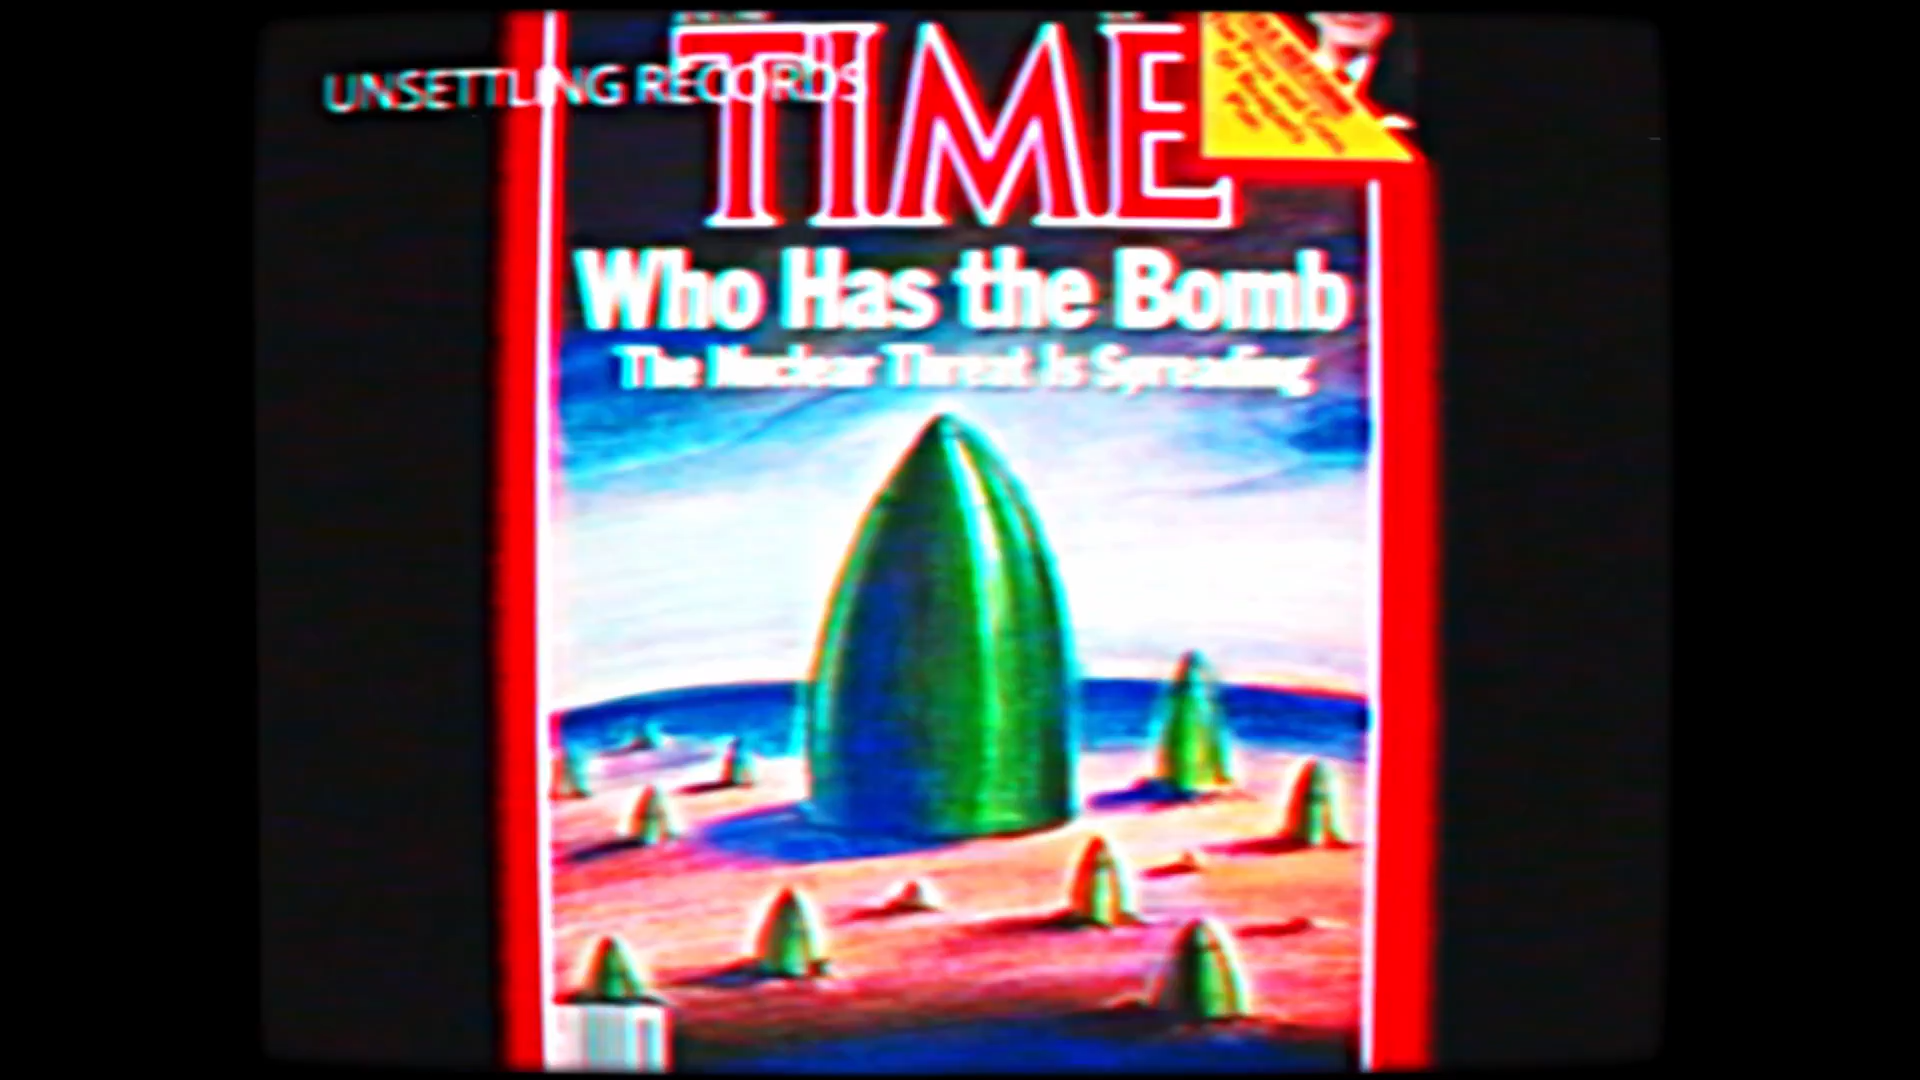 UNSETTLING RECORDS
TIME
Who Has the Bomb
The Nuclear Threat Is Spreading